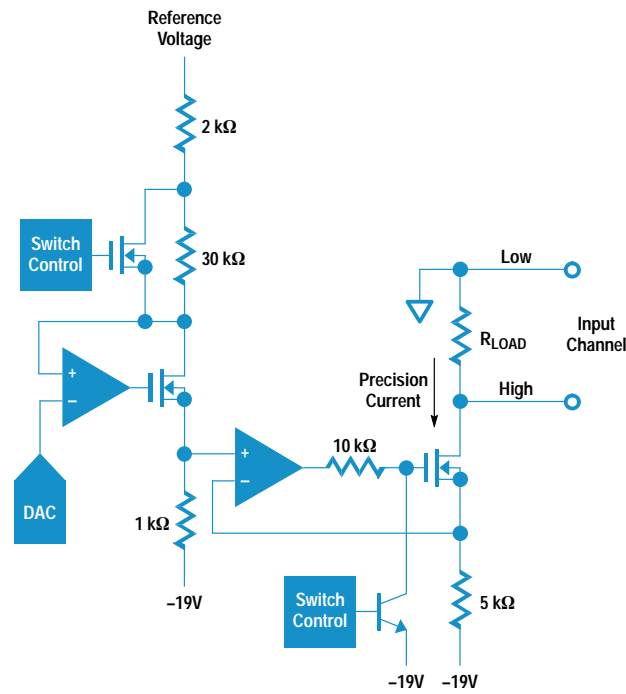 Reference
Voltage
2 kΩ
Switch
Control
30 kΩ
Low
RLOAD
Input
Channel
Precision
Current
High
+
–
DAC
1 kΩ
–19V
+
–
10 kΩ
Switch
Control
5 kΩ
–19V
–19V